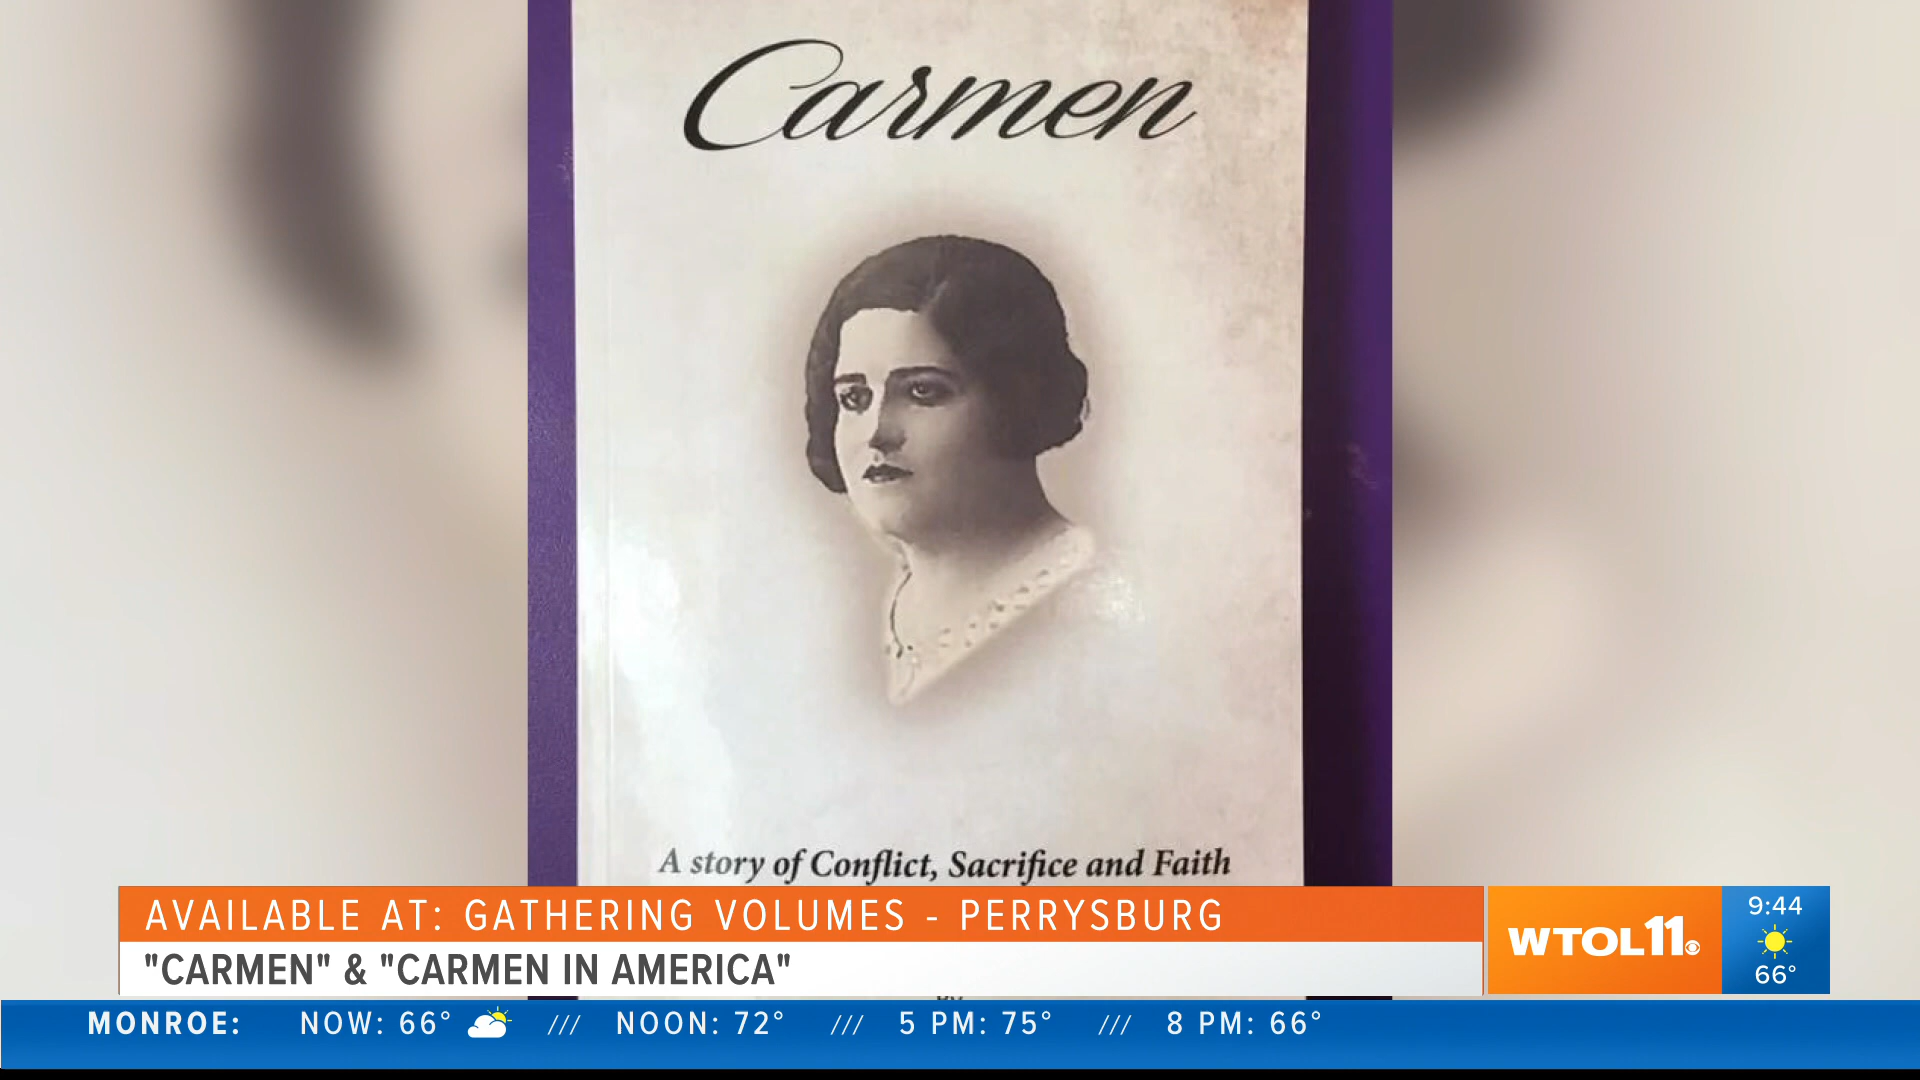 Carmen
A story of Conflict, Sacrifice and Faith
AVAILABLE AT: GATHERING VOLUMES - PERRYSBURG
"CARMEN" & "CARMEN IN AMERICA"
WTOL11
9:44
66°
MONROE: NOW: 66° /// NOON: 72° /// 5 PM: 75° /// 8 PM: 66°